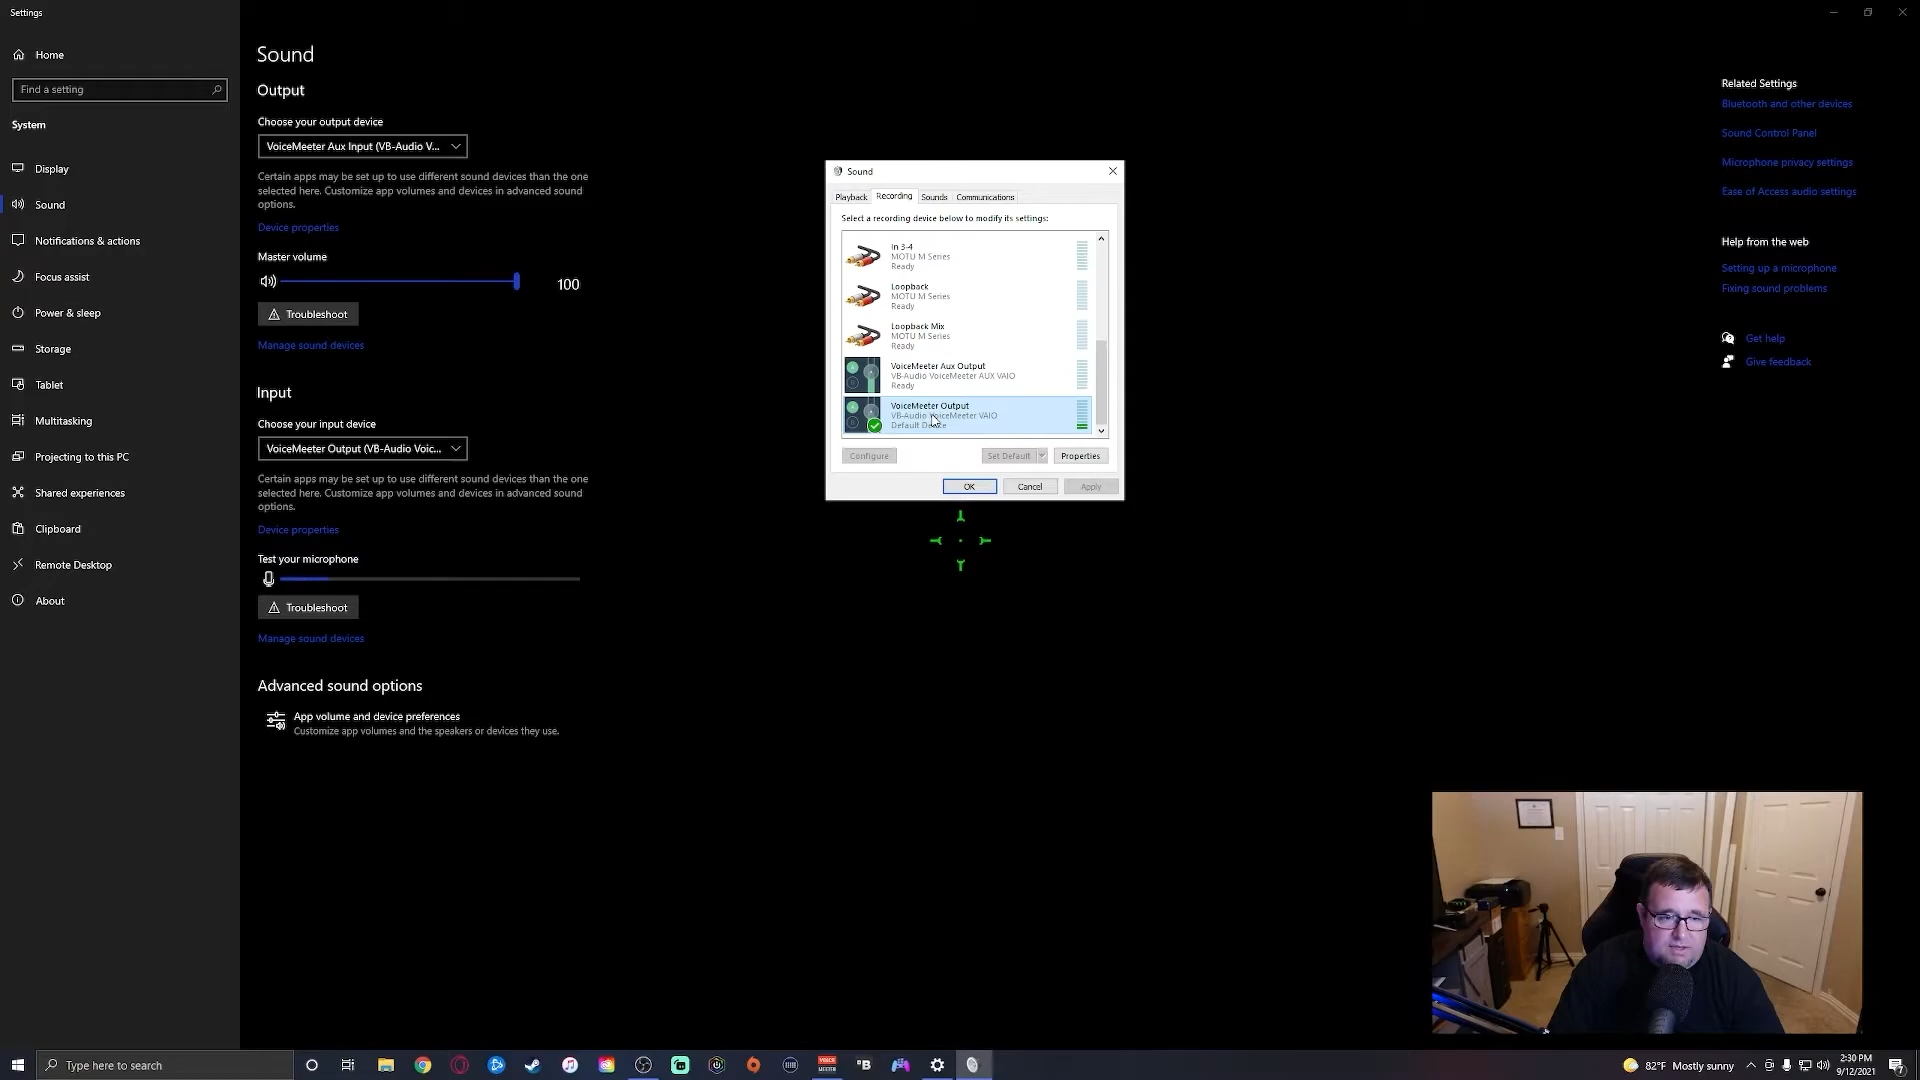 Settings
Home
Find a setting
System
Display
Sound
Notifications & actions
Focus assist
Power & sleep
Storage
Tablet
Multitasking
Projecting to this PC
Shared experiences
Clipboard
Remote Desktop
About
Sound
Output
Choose your output device
VoiceMeeter Aux Input (VB-Audio V...
Certain apps may be set up to use different sound devices than the one
selected here. Customize app volumes and devices in advanced sound
options.
Device properties
Master volume
100
Troubleshoot
Manage sound devices
Input
Choose your input device
VoiceMeeter Output (VB-Audio Voic...
Certain apps may be set up to use different sound devices than the one
selected here. Customize app volumes and devices in advanced sound
options.
Device properties
Test your microphone
Troubleshoot
Manage sound devices
Advanced sound options
App volume and device preferences
Customize app volumes and the speakers or devices they use.
Sound
Playback Recording Sounds Communications
Select a recording device below to modify its settings:
In 3-4
MOTU M Series
Ready
Loopback
MOTU M Series
Ready
Loopback Mix
MOTU M Series
Ready
VoiceMeeter Aux Output
VB-Audio VoiceMeeter AUX VAIO
Ready
VoiceMeeter Output
VB-Audio VoiceMeeter VAIO
Default Device
Configure Set Default Properties
OK Cancel Apply
Related Settings
Bluetooth and other devices
Sound Control Panel
Microphone privacy settings
Ease of Access audio settings
Help from the web
Setting up a microphone
Fixing sound problems
Get help
Give feedback
Type here to search
VOICE
MEETER
B
82°F Mostly sunny
2:30 PM
9/12/2021